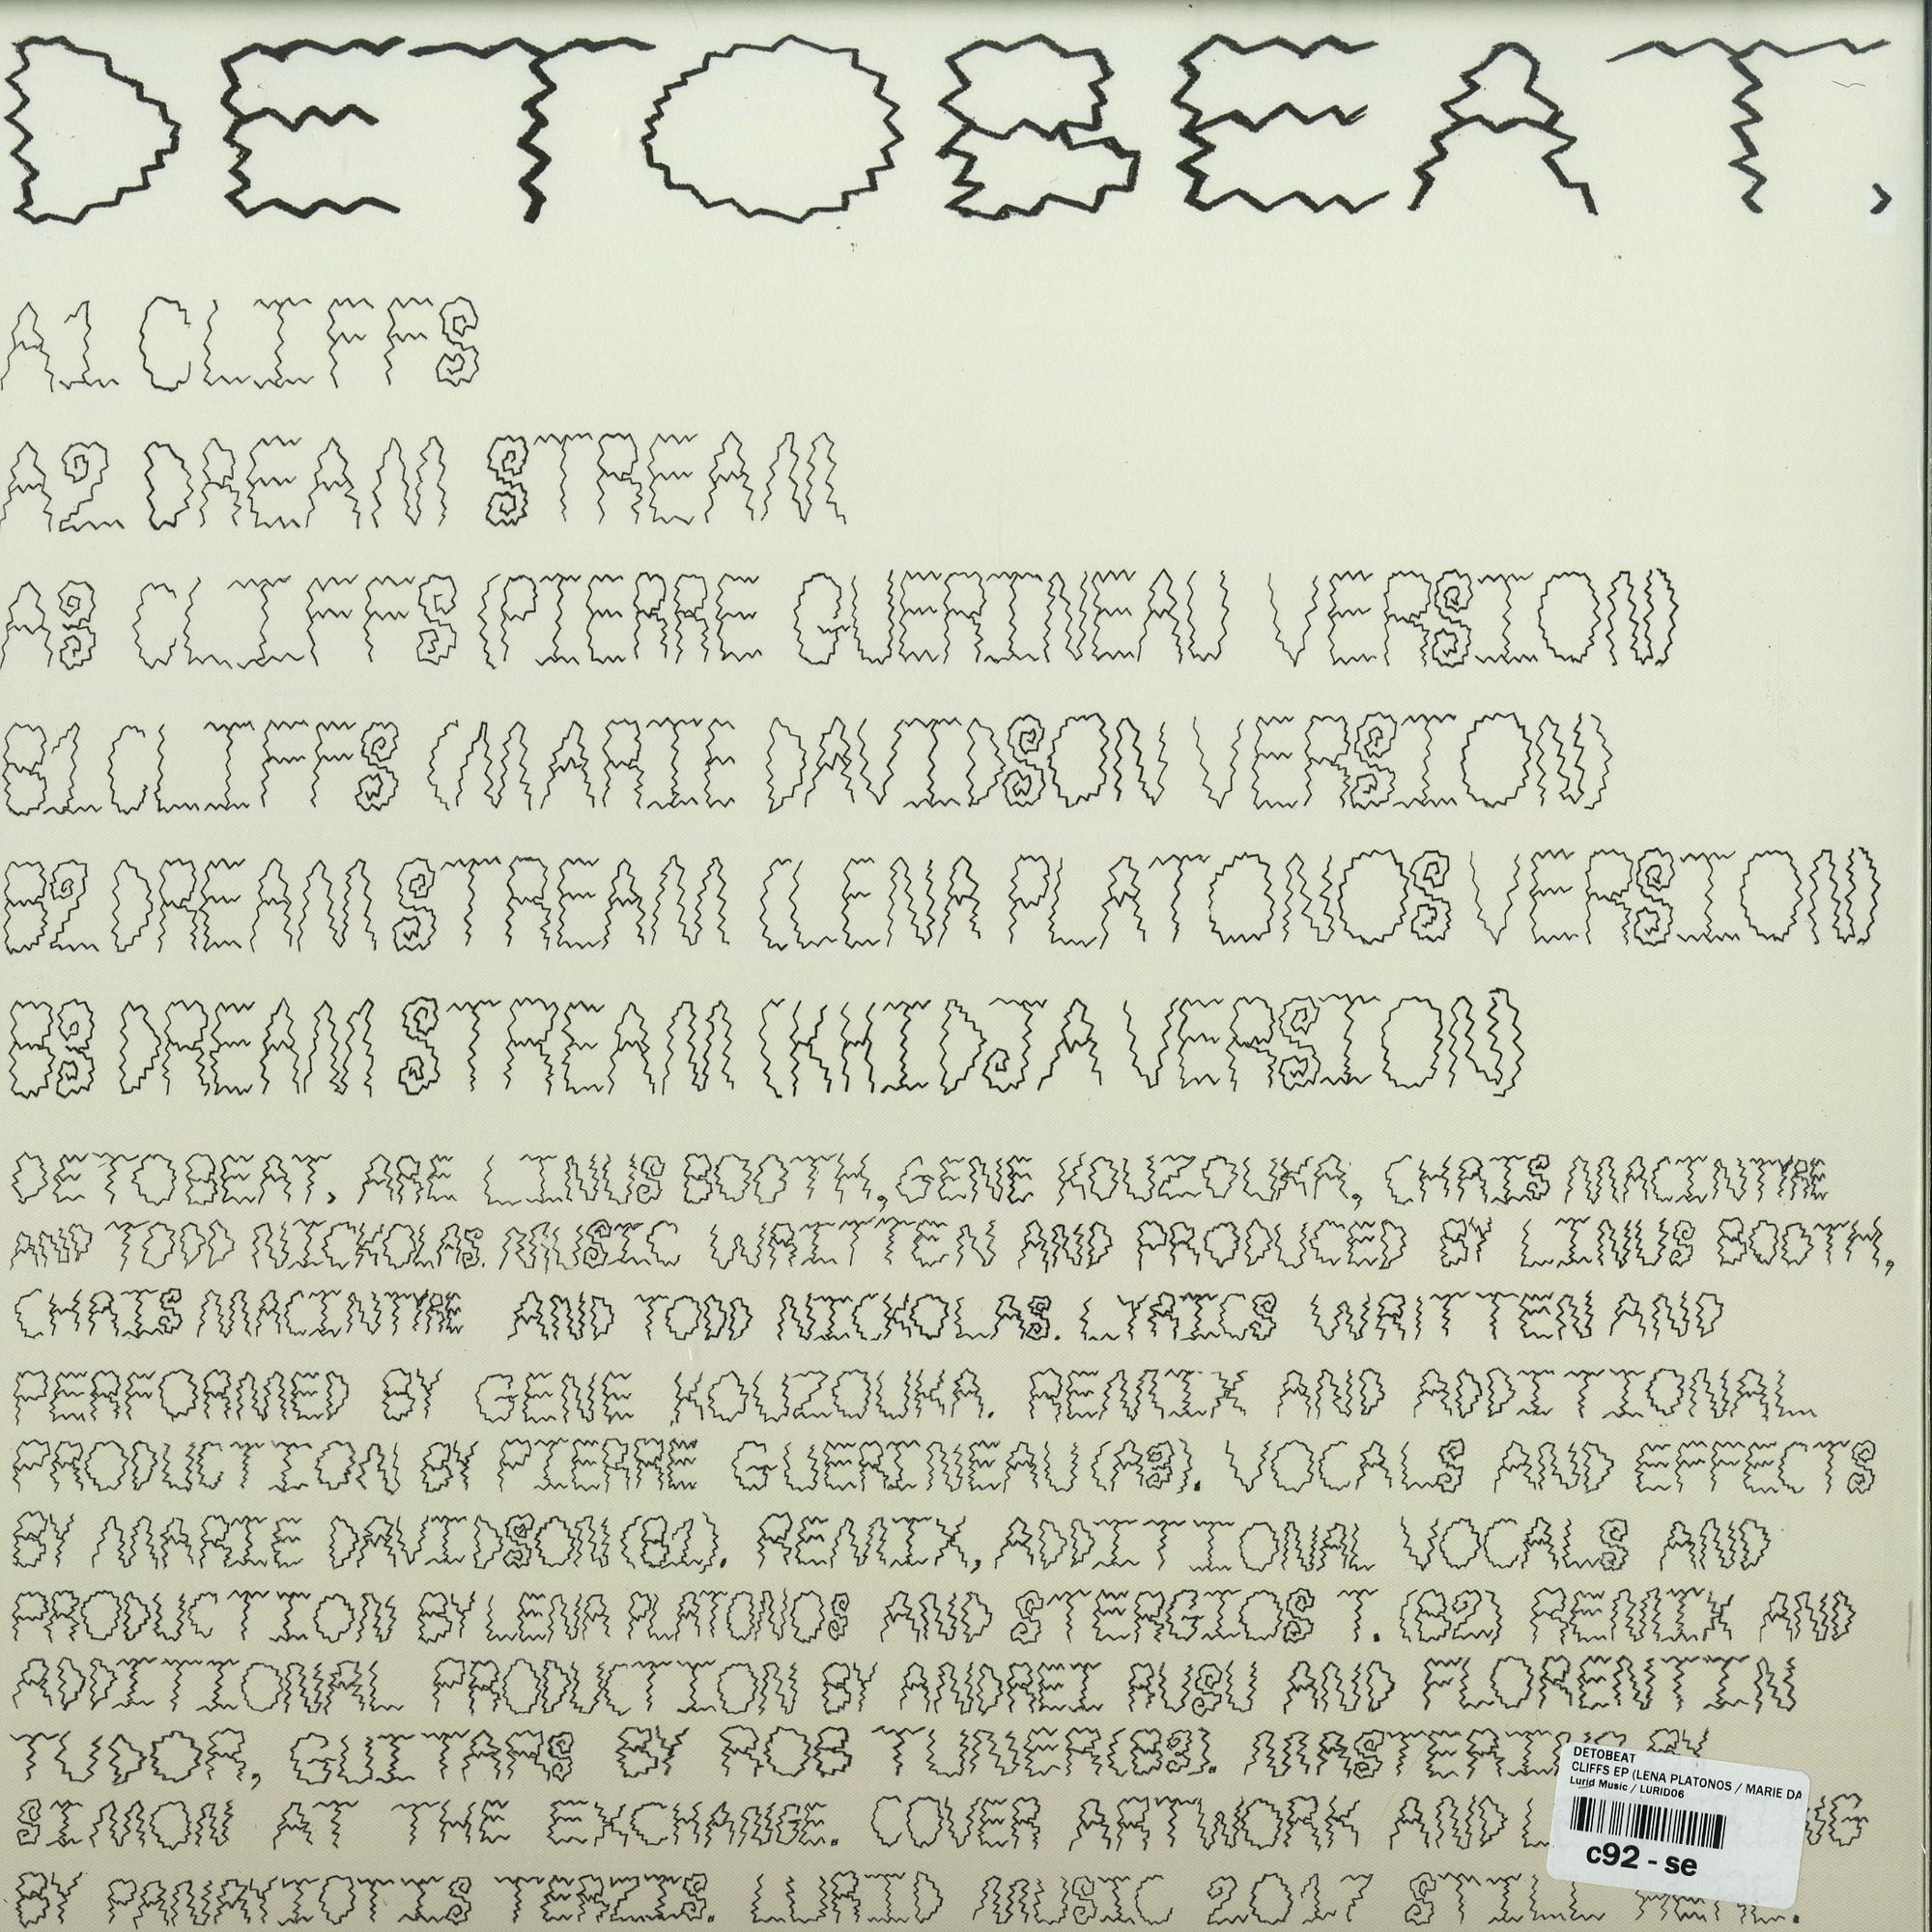 DETOBEAT,
A1 CLIFFS
A2 DREAM STREAM
A3 CLIFFS (PIERRE GUERINEAU VERSION)
B1 CLIFFS (MARIE DAVIDSON VERSION)
B2 DREAM STREAM (LENA PLATONOS VERSION)
B3 DREAM STREAM (KHIDJA VERSION)
DETOBEAT, ARE LINUS BOOTH, GENE KOUZOUKA, CHRIS MACINTYRE
AND TODD NICKOLAS. MUSIC WRITTEN AND PRODUCED BY LINUS BOOTH,
CHRIS MACINTYRE AND TODD NICKOLAS. LYRICS WRITTEN AND
PERFORMED BY GENE KOUZOUKA. REMIX AND ADDITIONAL
PRODUCTION BY PIERRE GUERINEAU (A3). VOCALS AND EFFECTS
BY MARIE DAVIDSON (B1). REMIX, ADDITIONAL VOCALS AND
PRODUCTION BY LENA PLATONOS AND STERGIOS T. (B2) REMIX AND
ADDITIONAL PRODUCTION BY ANDREI RUSU AND FLORENTIN
TUDOR, GUITARS BY ROB TURNER (B3). MASTERING BY
SIMON AT THE EXCHANGE. COVER ARTWORK AND
BY PANAYIOTIS TERZIS. LURID MUSIC 2017 STILL
DETOBEAT
CLIFFS EP (LENA PLATONOS / MARIE DA
Lurid Music / LURID06
c92 - se